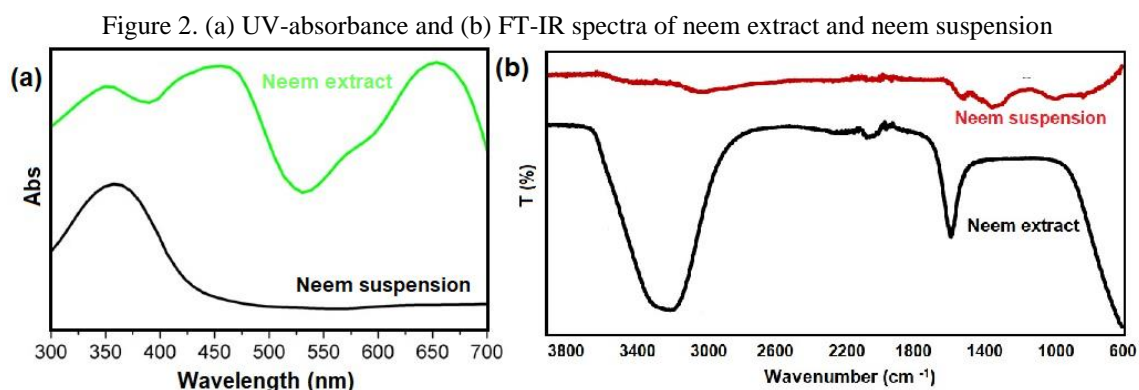 Figure 2. (a) UV-absorbance and (b) FT-IR spectra of neem extract and neem suspension
(a)
Neem extract
Abs
Neem suspension
300 350 400 450 500 550 600 650 700
Wavelength (nm)
(b)
Neem suspension
T (%)
Neem extract
3800 3400 3000 2600 2200 1800 1400 1000 600
Wavenumber (cm -1)